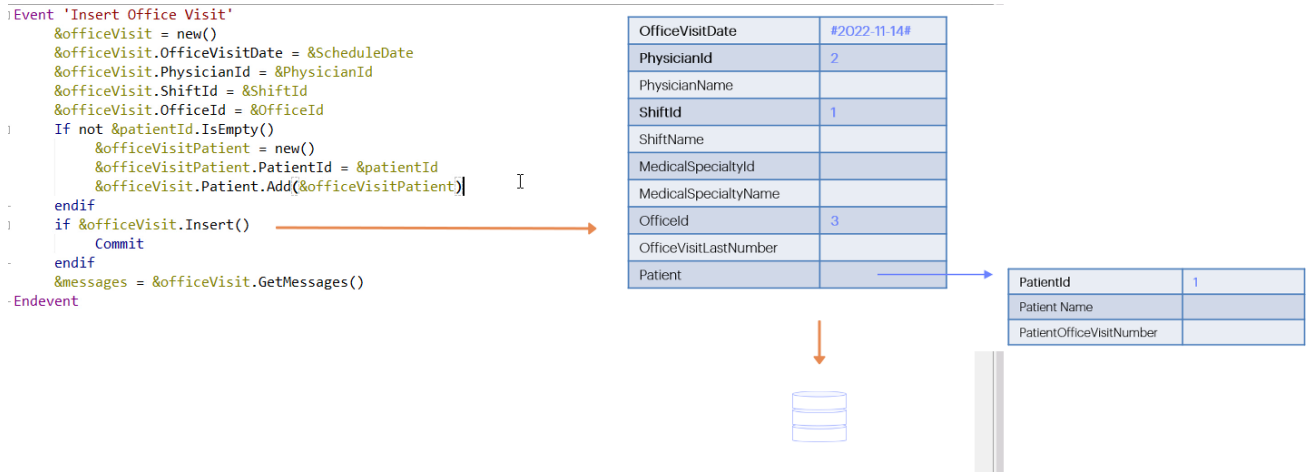 Event 'Insert Office Visit'
&officeVisit = new()
&officeVisit.OfficeVisitDate = &ScheduleDate
&officeVisit.PhysicianId = &PhysicianId
&officeVisit.ShiftId = &ShiftId
&officeVisit.OfficeId = &OfficeId
If not &patientId.IsEmpty()
&officeVisitPatient = new()
&officeVisitPatient.PatientId = &patientId
&officeVisit.Patient.Add(&officeVisitPatient)
endif
if &officeVisit.Insert()
Commit
endif
&messages = &officeVisit.GetMessages()
Endevent
OfficeVisitDate #2022-11-14#
PhysicianId 2
PhysicianName
ShiftId 1
ShiftName
MedicalSpecialtyId
MedicalSpecialtyName
OfficeId 3
OfficeVisitLastNumber
Patient
PatientId 1
Patient Name
PatientOfficeVisitNumber